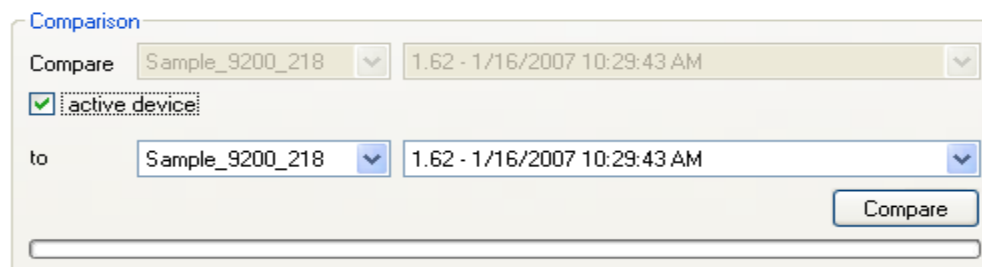 Comparison
Compare Sample_9200_218 1.62 - 1/16/2007 10:29:43 AM
active device
to Sample_9200_218 1.62 - 1/16/2007 10:29:43 AM
Compare